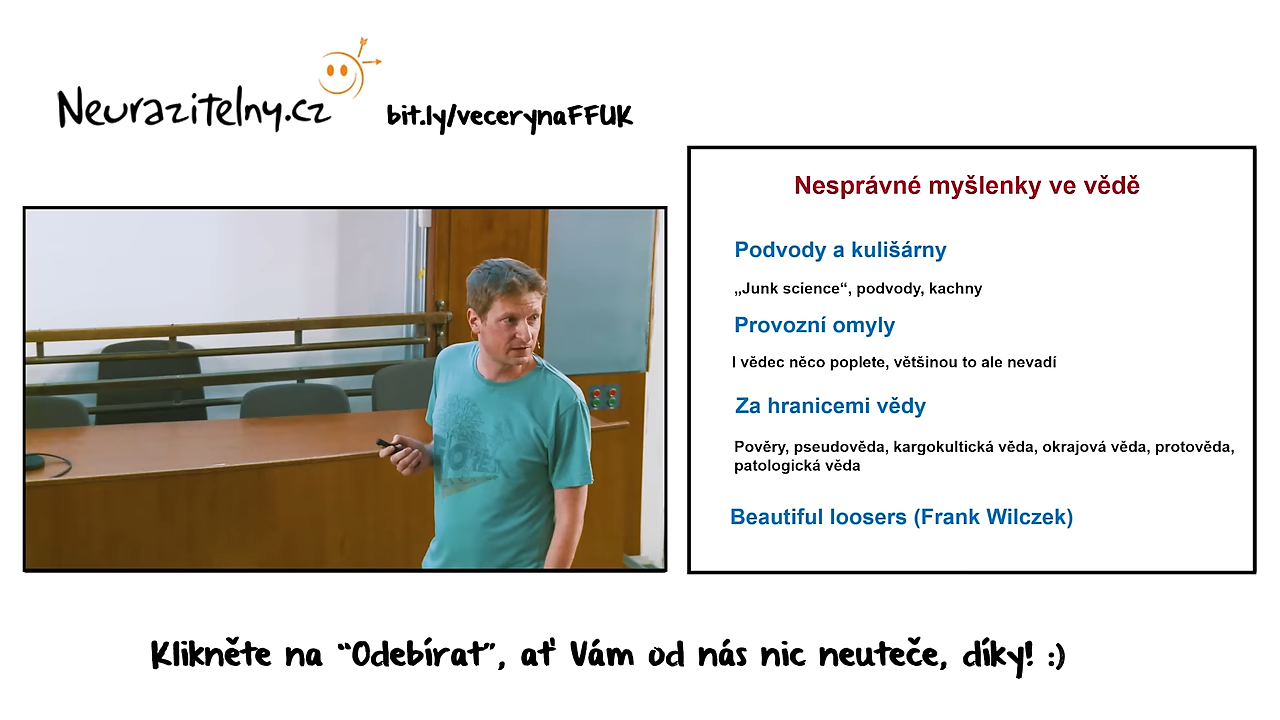 Neurazitelny.cz
bit.ly/vecerynaFFUK
Nesprávné myšlenky ve vědě
Podvody a kulišárny
„Junk science“, podvody, kachny
Provozní omyly
I vědec něco poplete, většinou to ale nevadí
Za hranicemi vědy
Pověry, pseudověda, kargokultická věda, okrajová věda, protověda,
patologická věda
Beautiful loosers (Frank Wilczek)
Klikněte na “Odebírat”, ať Vám od nás nic neuteče, díky! :)